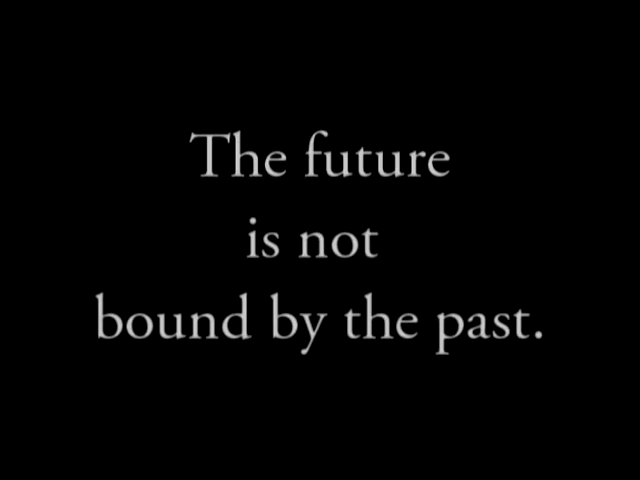 The future
is not
bound by the past.